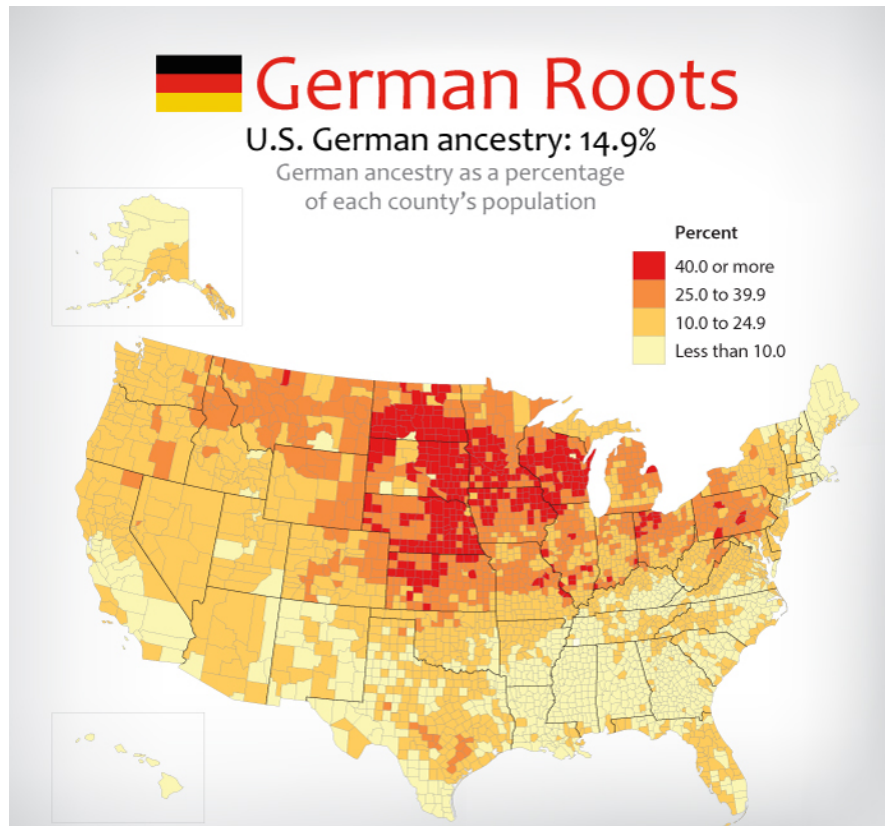 German Roots
U.S. German ancestry: 14.9%
German ancestry as a percentage
of each county's population
Percent
40.0 or more
25.0 to 39.9
10.0 to 24.9
Less than 10.0